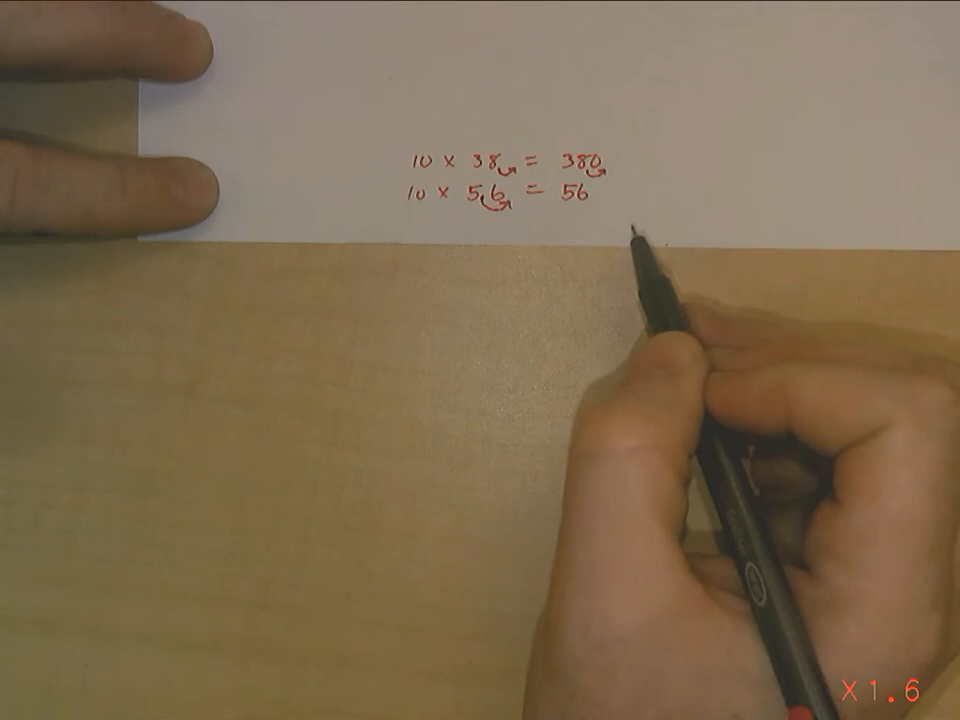 10 × 38 = 380
10 × 5.6 = 56
X1.6